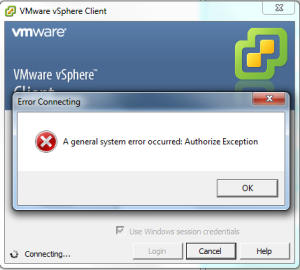 VMware vSphere Client
vmware
VMware vSphere™
Client
Error Connecting
A general system error occurred: Authorize Exception
OK
Use Windows session credentials
Connecting...
Login
Cancel
Help